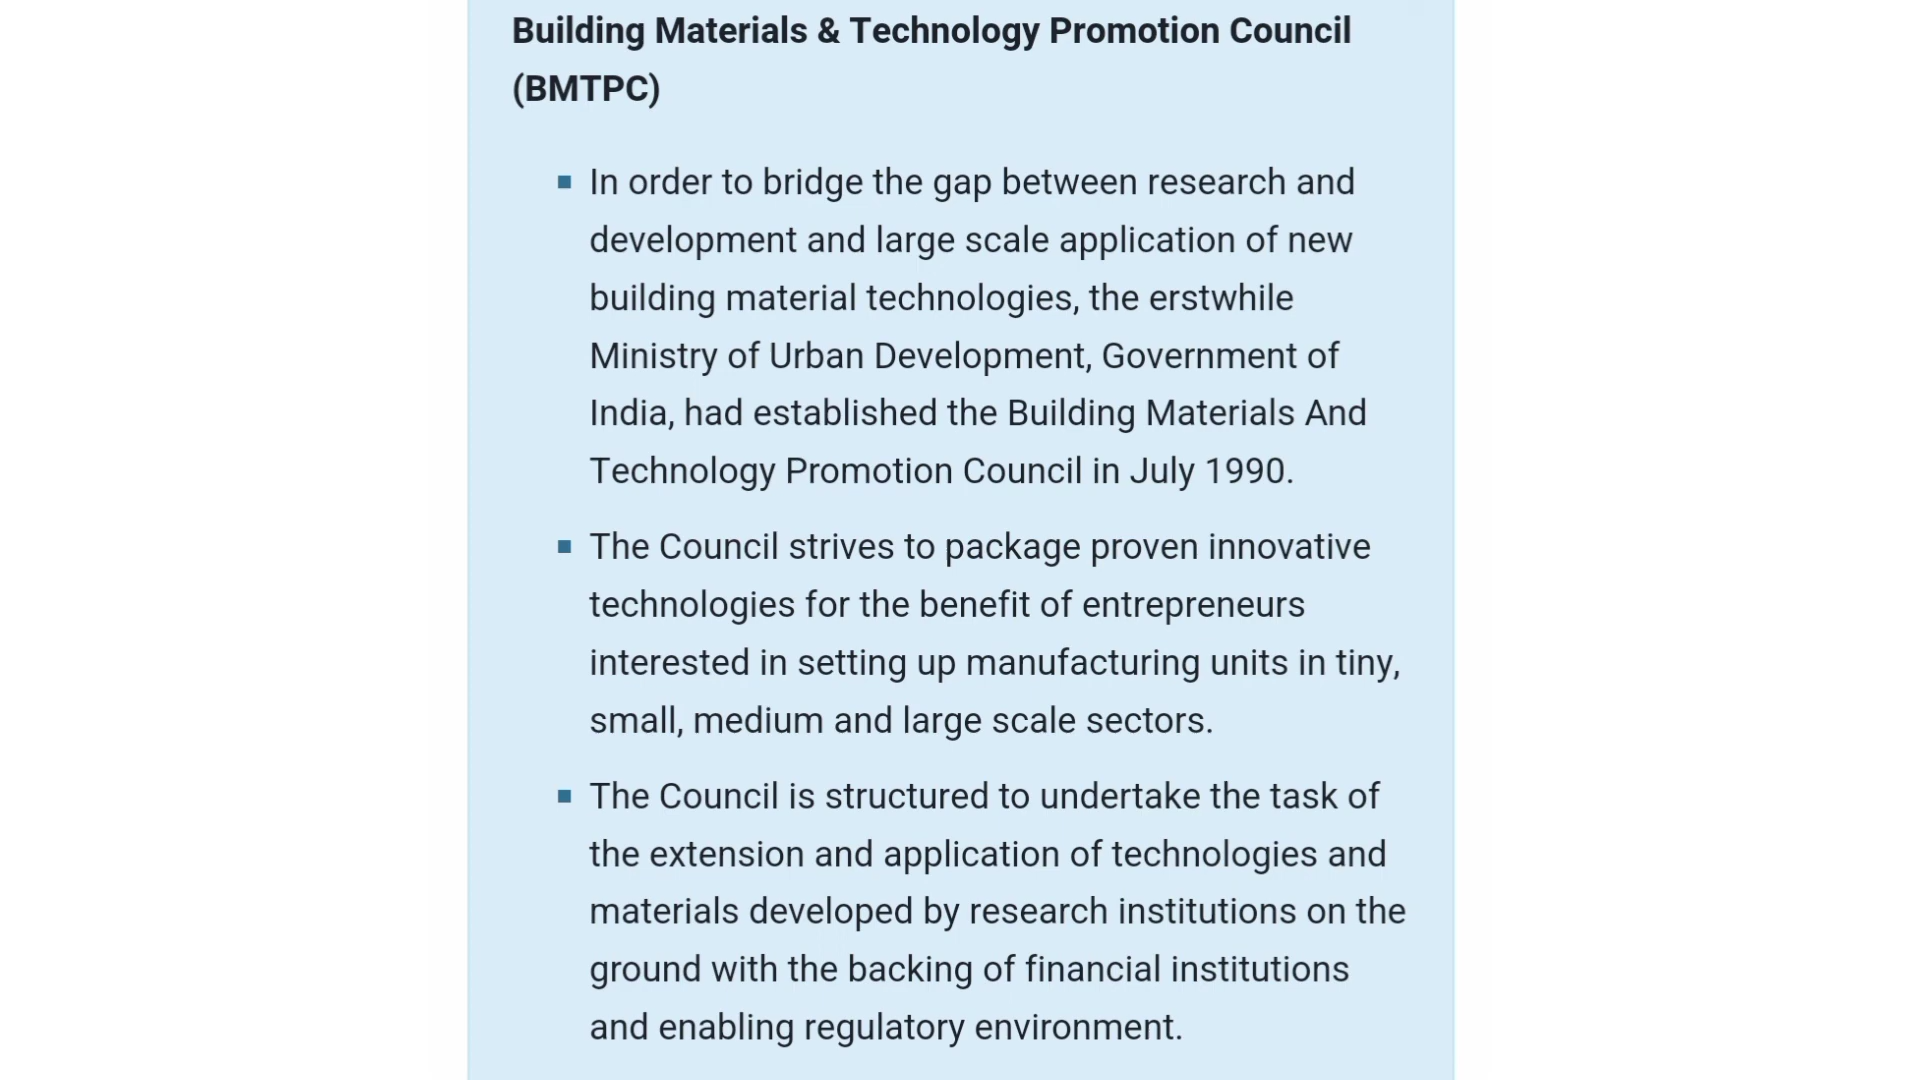 Building Materials & Technology Promotion Council
(BMTPC)
In order to bridge the gap between research and
development and large scale application of new
building material technologies, the erstwhile
Ministry of Urban Development, Government of
India, had established the Building Materials And
Technology Promotion Council in July 1990.
The Council strives to package proven innovative
technologies for the benefit of entrepreneurs
interested in setting up manufacturing units in tiny,
small, medium and large scale sectors.
The Council is structured to undertake the task of
the extension and application of technologies and
materials developed by research institutions on the
ground with the backing of financial institutions
and enabling regulatory environment.